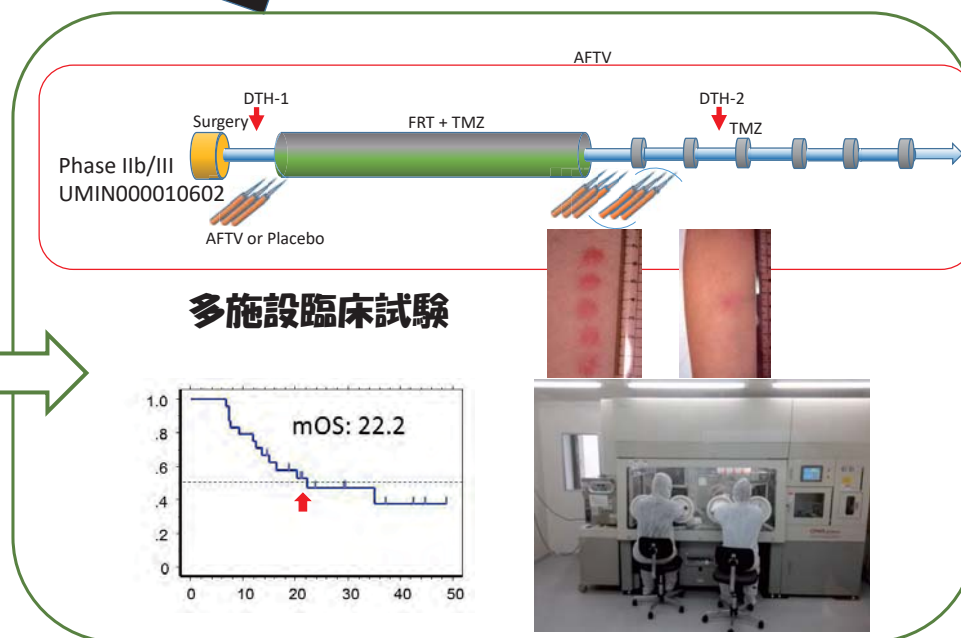 AFTV
DTH-1
DTH-2
Surgery
FRT + TMZ
TMZ
Phase IIb/III
UMIN000010602
AFTV or Placebo
多施設臨床試験
mOS: 22.2
1.0
.8
.6
.4
.2
0
0 10 20 30 40 50